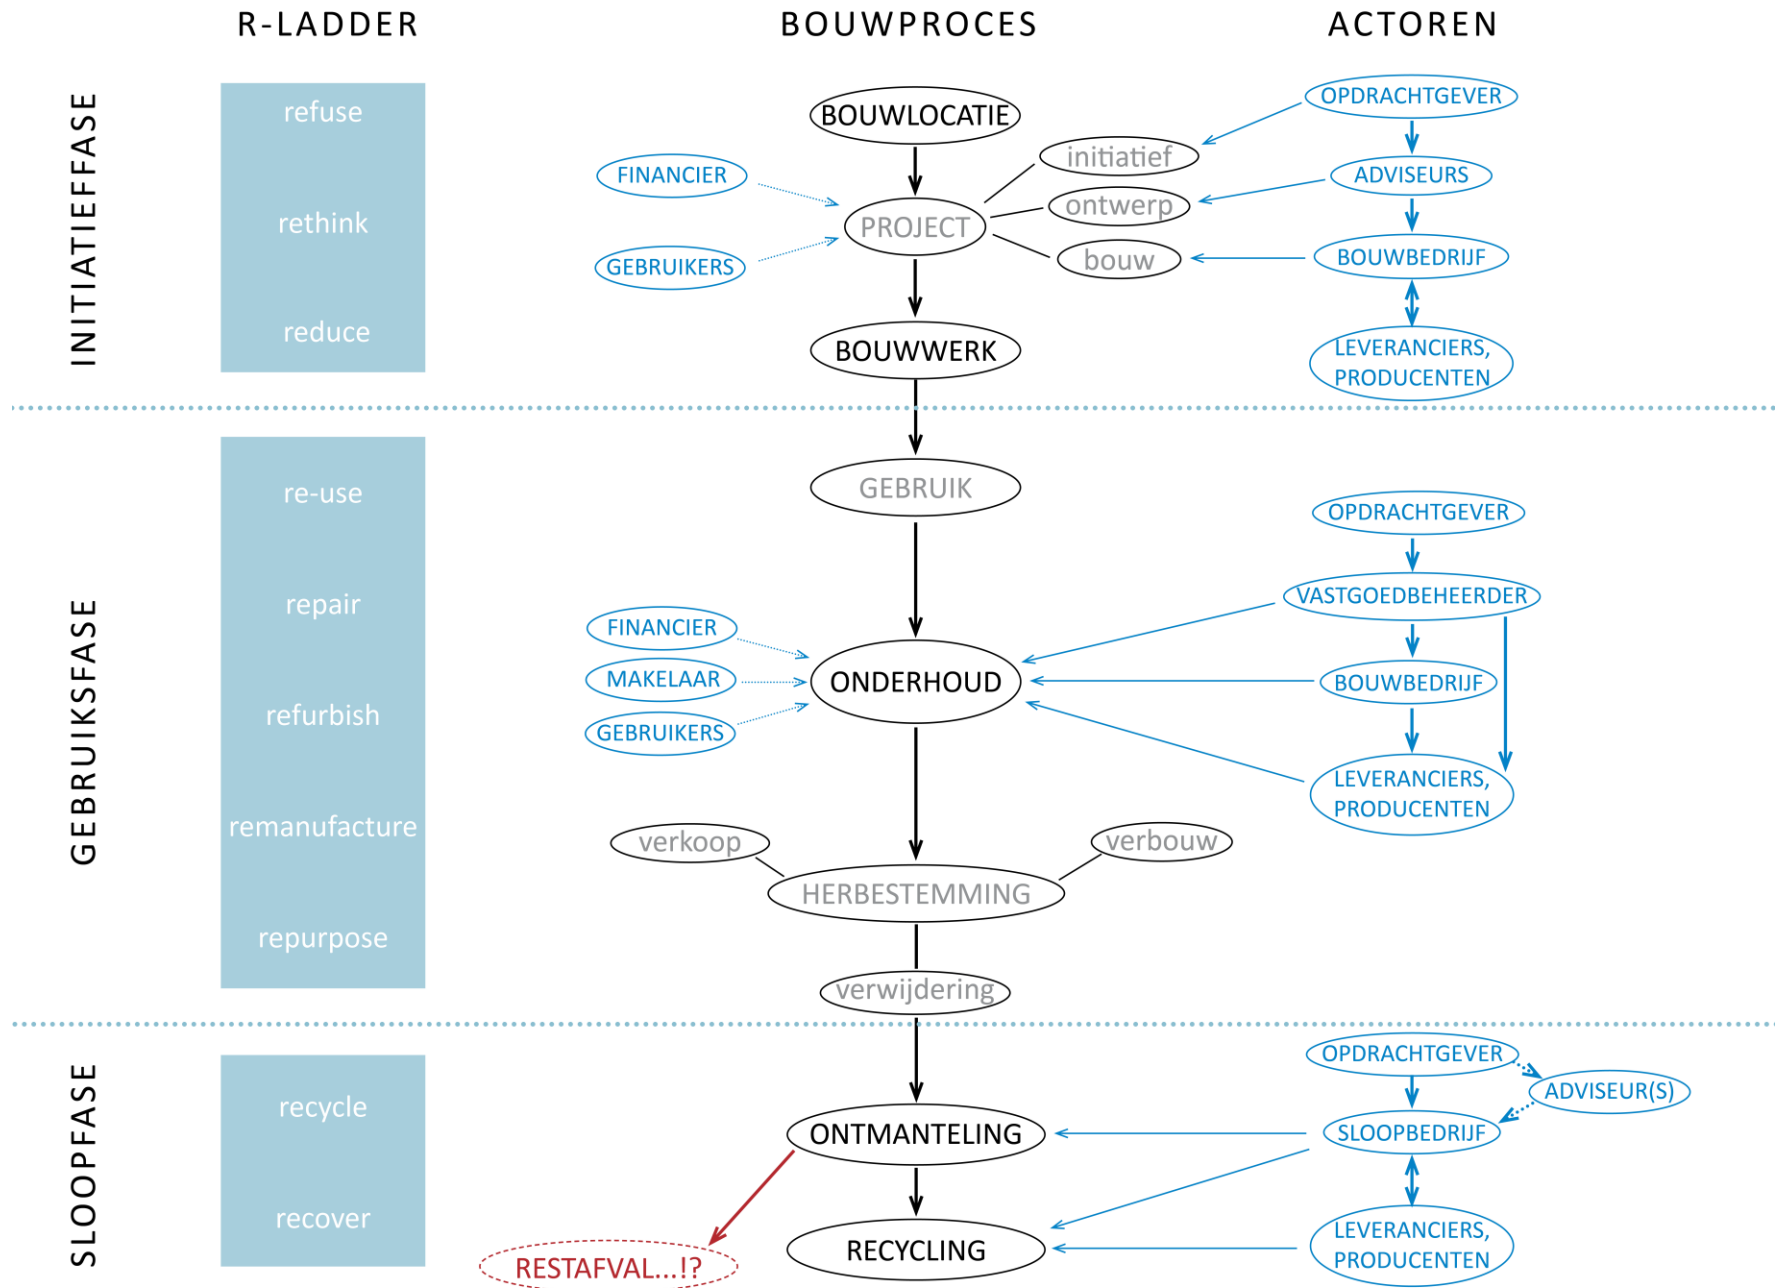 R-LADDER
BOUWPROCES
ACTOREN
INITIATIEFFASE
refuse
rethink
reduce
BOUWLOCATIE
FINANCIER
PROJECT
GEBRUIKERS
initiatief
ontwerp
bouw
BOUWWERK
OPDRACHTGEVER
ADVISEURS
BOUWBEDRIJF
LEVERANCIERS,
PRODUCENTEN
GEBRUIKSFASE
re-use
repair
refurbish
remanufacture
repurpose
GEBRUIK
FINANCIER
MAKELAAR
GEBRUIKERS
ONDERHOUD
verkoop
verbouw
HERBESTEMMING
verwijdering
OPDRACHTGEVER
VASTGOEDBEHEERDER
BOUWBEDRIJF
LEVERANCIERS,
PRODUCENTEN
SLOOPFASE
recycle
recover
ONTMANTELING
RECYCLING
RESTAFVAL...!?
OPDRACHTGEVER
ADVISEUR(S)
SLOOPBEDRIJF
LEVERANCIERS,
PRODUCENTEN